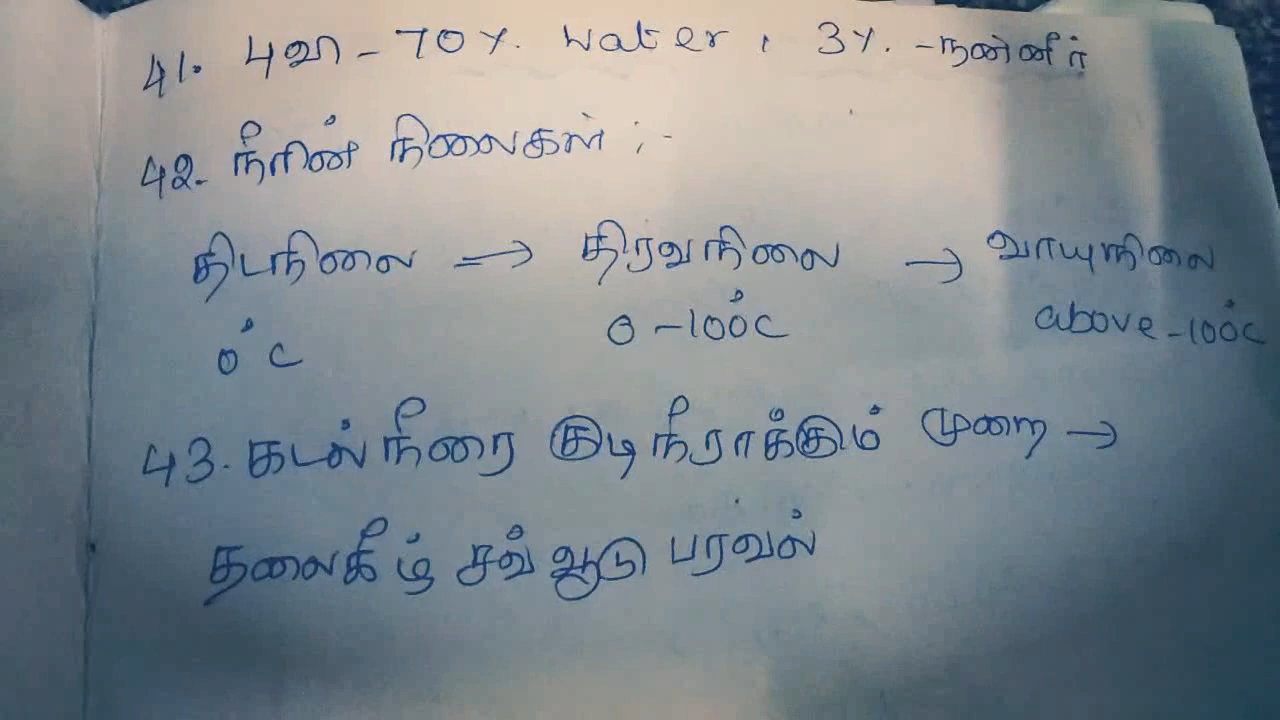 41. புவி - 70%. water, 3%. - நன்னீர்
42. நீரின் நிலைகள் :-
திடநிலை => திரவநிலை -> வாயுநிலை
0°C 0 - 100°C above - 100°C
43. கடல்நீரை குடிநீராக்கும் முறை ->
தலைகீழ் சவ்வூடு பரவல்